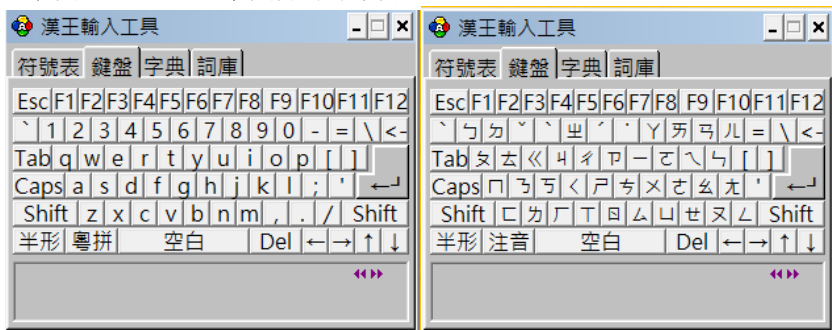 漢王輸入工具
符號表 鍵盤 字典 詞庫
Esc F1 F2 F3 F4 F5 F6 F7 F8 F9 F10 F11 F12
` 1 2 3 4 5 6 7 8 9 0 - = \ <-
Tab q w e r t y u i o p [ ]
Caps a s d f g h j k l ; ' ←┘
Shift z x c v b n m , . / Shift
半形 粵拼 空白 Del ← → ↑ ↓
漢王輸入工具
符號表 鍵盤 字典 詞庫
Esc F1 F2 F3 F4 F5 F6 F7 F8 F9 F10 F11 F12
` ㄅ ㄉ ˇ ˋ ㄓ ˊ ˙ ㄚ ㄞ ㄢ ㄦ = \ <-
Tab ㄆ ㄊ ㄍ ㄐ ㄔ ㄗ ㄧ ㄛ ㄟ ㄣ [ ]
Caps ㄇ ㄋ ㄎ ㄑ ㄕ ㄘ ㄨ ㄜ ㄠ ㄤ ' ←┘
Shift ㄈ ㄌ ㄏ ㄒ ㄖ ㄙ ㄩ ㄝ ㄡ ㄥ Shift
半形 注音 空白 Del ← → ↑ ↓